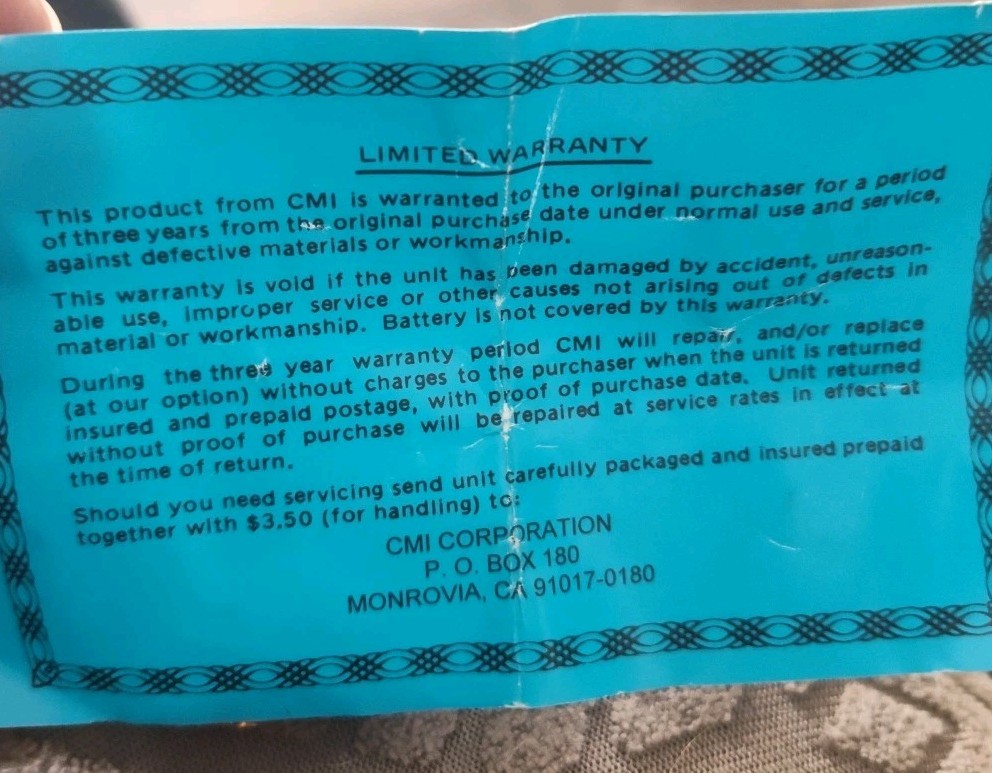 LIMITED WARRANTY
This product from CMI is warranted to the original purchaser for a period
of three years from the original purchase date under normal use and service,
against defective materials or workmanship.
This warranty is void if the unit has been damaged by accident, unreason-
able use, improper service or other causes not arising out of defects in
material or workmanship. Battery is not covered by this warranty.
During the three year warranty period CMI will repair, and/or replace
(at our option) without charges to the purchaser when the unit is returned
insured and prepaid postage, with proof of purchase date. Unit returned
without proof of purchase will be repaired at service rates in effect at
the time of return.
Should you need servicing send unit carefully packaged and insured prepaid
together with $3.50 (for handling) to:
CMI CORPORATION
P. O. BOX 180
MONROVIA, CA 91017-0180